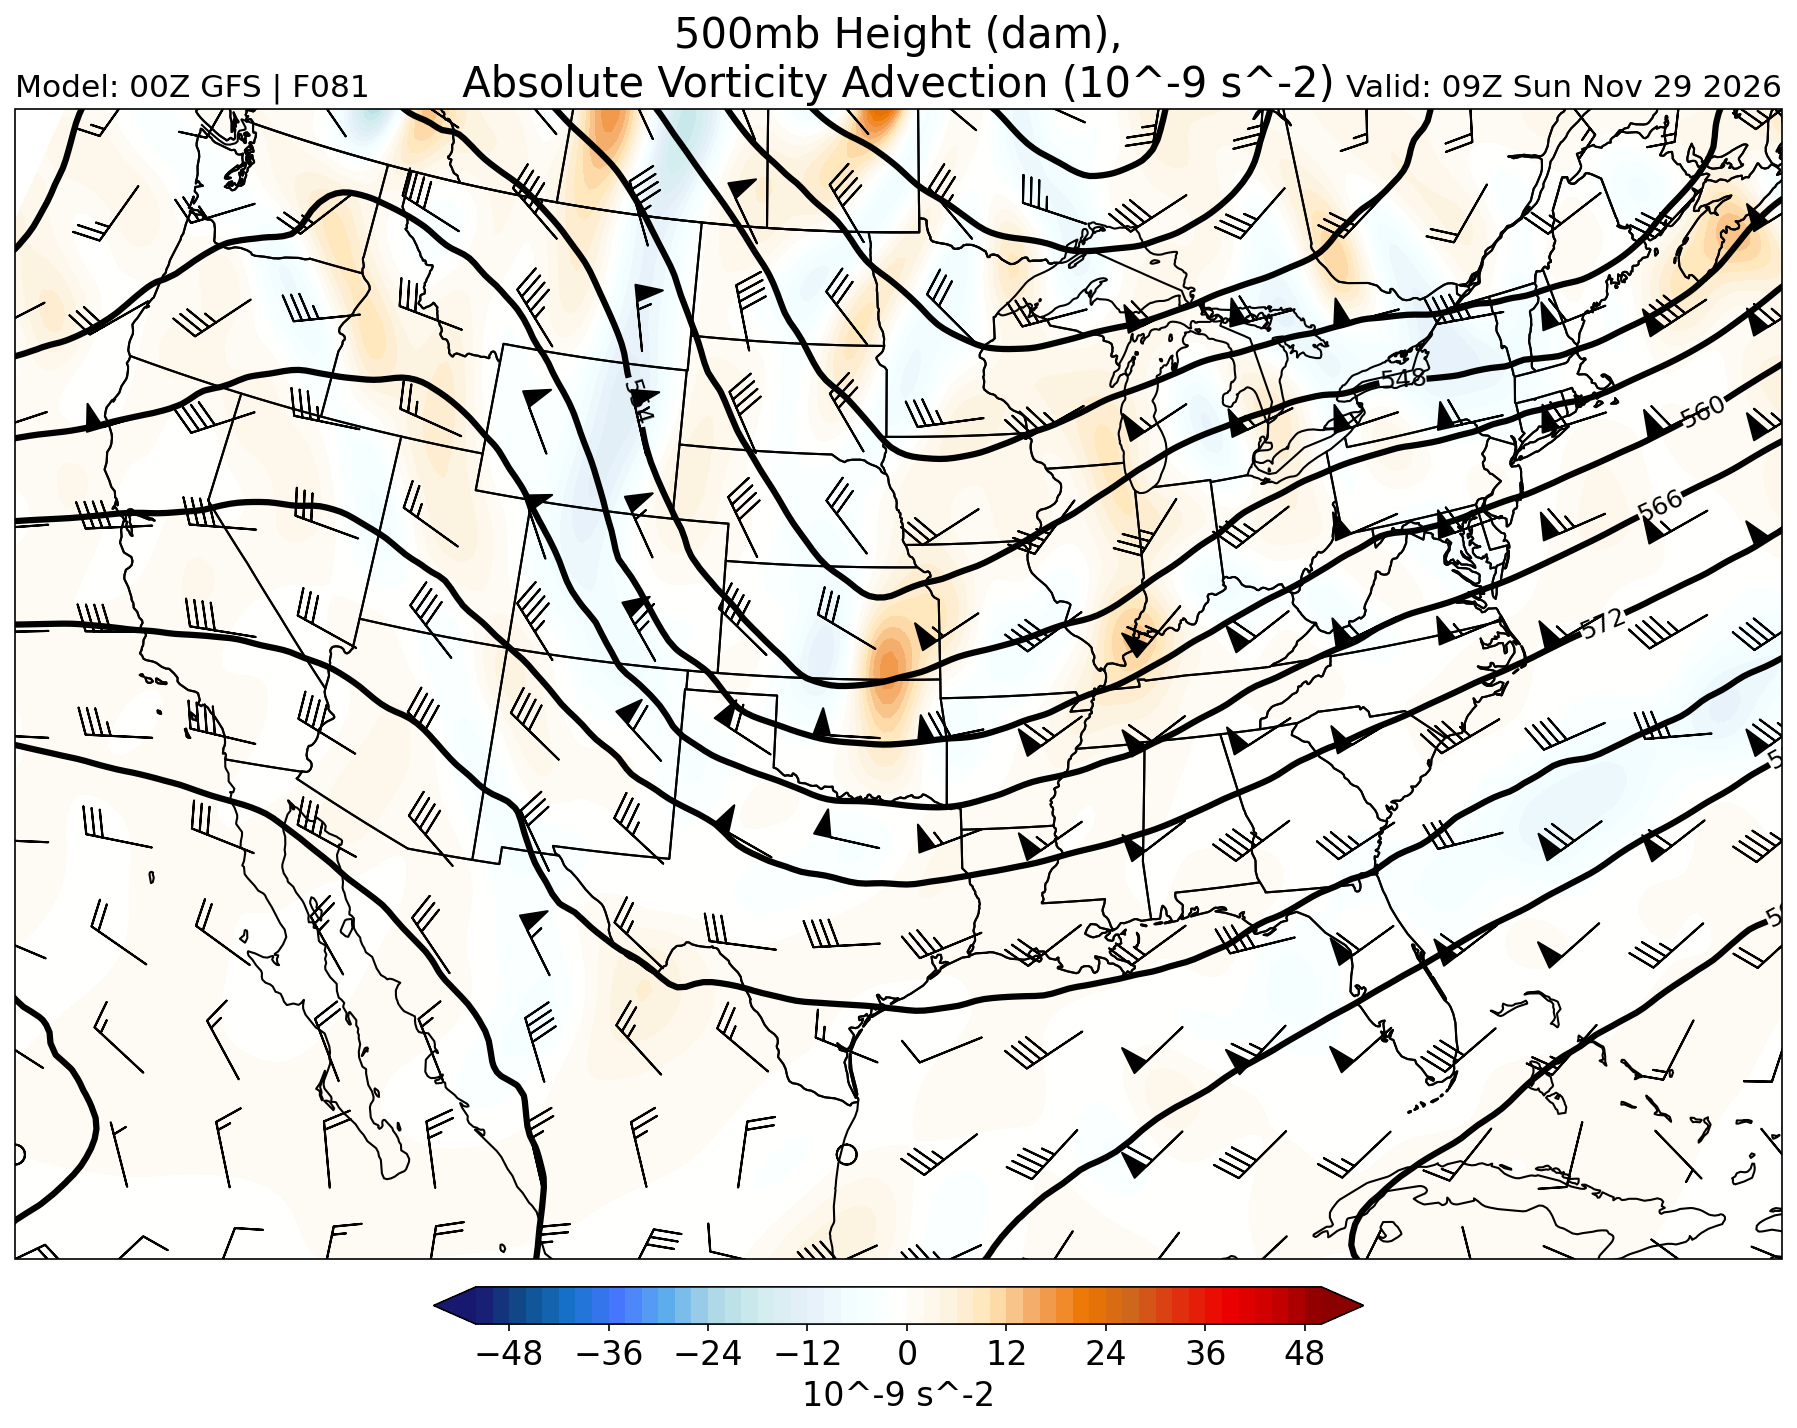 500mb Height (dam),
Model: 00Z GFS | F081
Absolute Vorticity Advection (10^-9 s^-2)
Valid: 09Z Sun Nov 29 2026
548
560
566
572
−48 −36 −24 −12 0 12 24 36 48
10^-9 s^-2